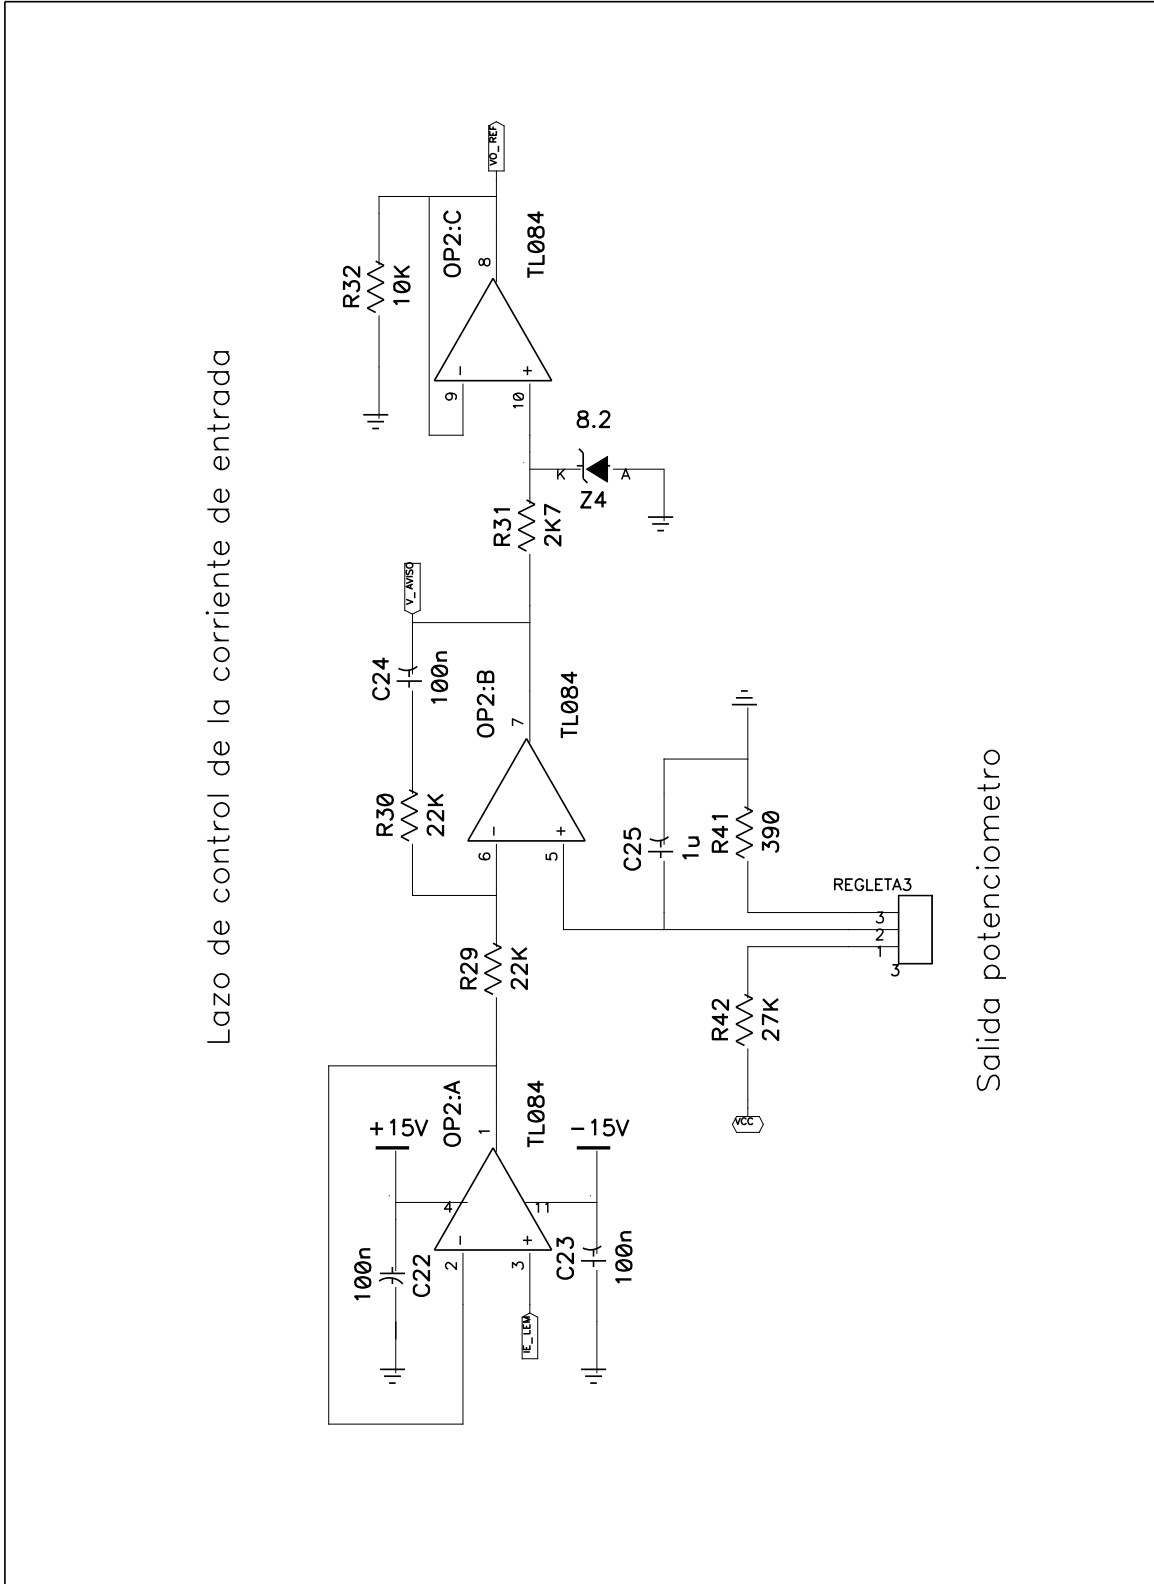 Lazo de control de la corriente de entrada
R32
10K
OP2:C
TL084
VO_REF
8
9
10
-
+
8.2
K
A
Z4
R31
2K7
V_AVISO
C24
100n
R30
22K
OP2:B
TL084
7
6
5
-
+
C25
1u
R41
390
REGLETA3
3
2
1
3
R29
22K
R42
27K
VCC
Salida potenciometro
+15V
OP2:A
TL084
-15V
1
4
11
2
3
-
+
100n
C22
C23
100n
IE_LEM